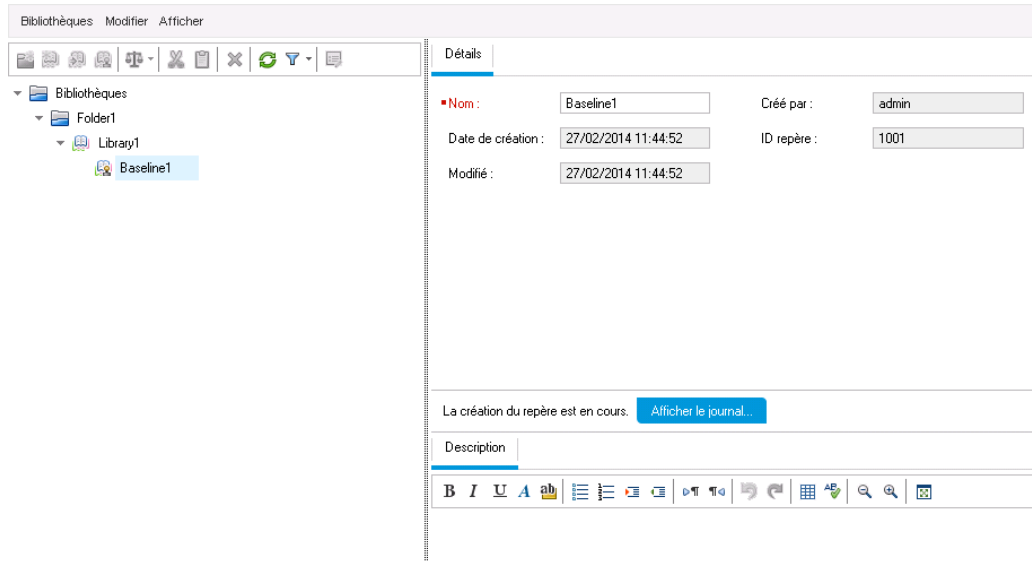 Bibliothèques Modifier Afficher
Détails
Bibliothèques
Folder1
Library1
Baseline1
Nom : Baseline1 Créé par : admin
Date de création : 27/02/2014 11:44:52 ID repère : 1001
Modifié : 27/02/2014 11:44:52
La création du repère est en cours. Afficher le journal...
Description
B I U A ab